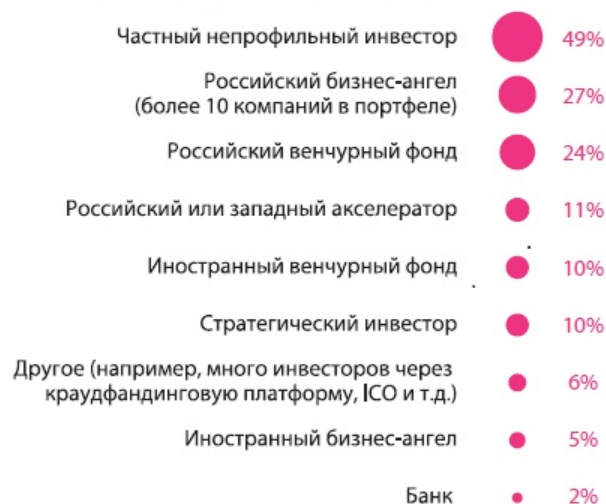 Частный непрофильный инвестор 49%
Российский бизнес-ангел
(более 10 компаний в портфеле) 27%
Российский венчурный фонд 24%
Российский или западный акселератор 11%
Иностранный венчурный фонд 10%
Стратегический инвестор 10%
Другое (например, много инвесторов через
краудфандинговую платформу, ICO и т.д.) 6%
Иностранный бизнес-ангел 5%
Банк 2%